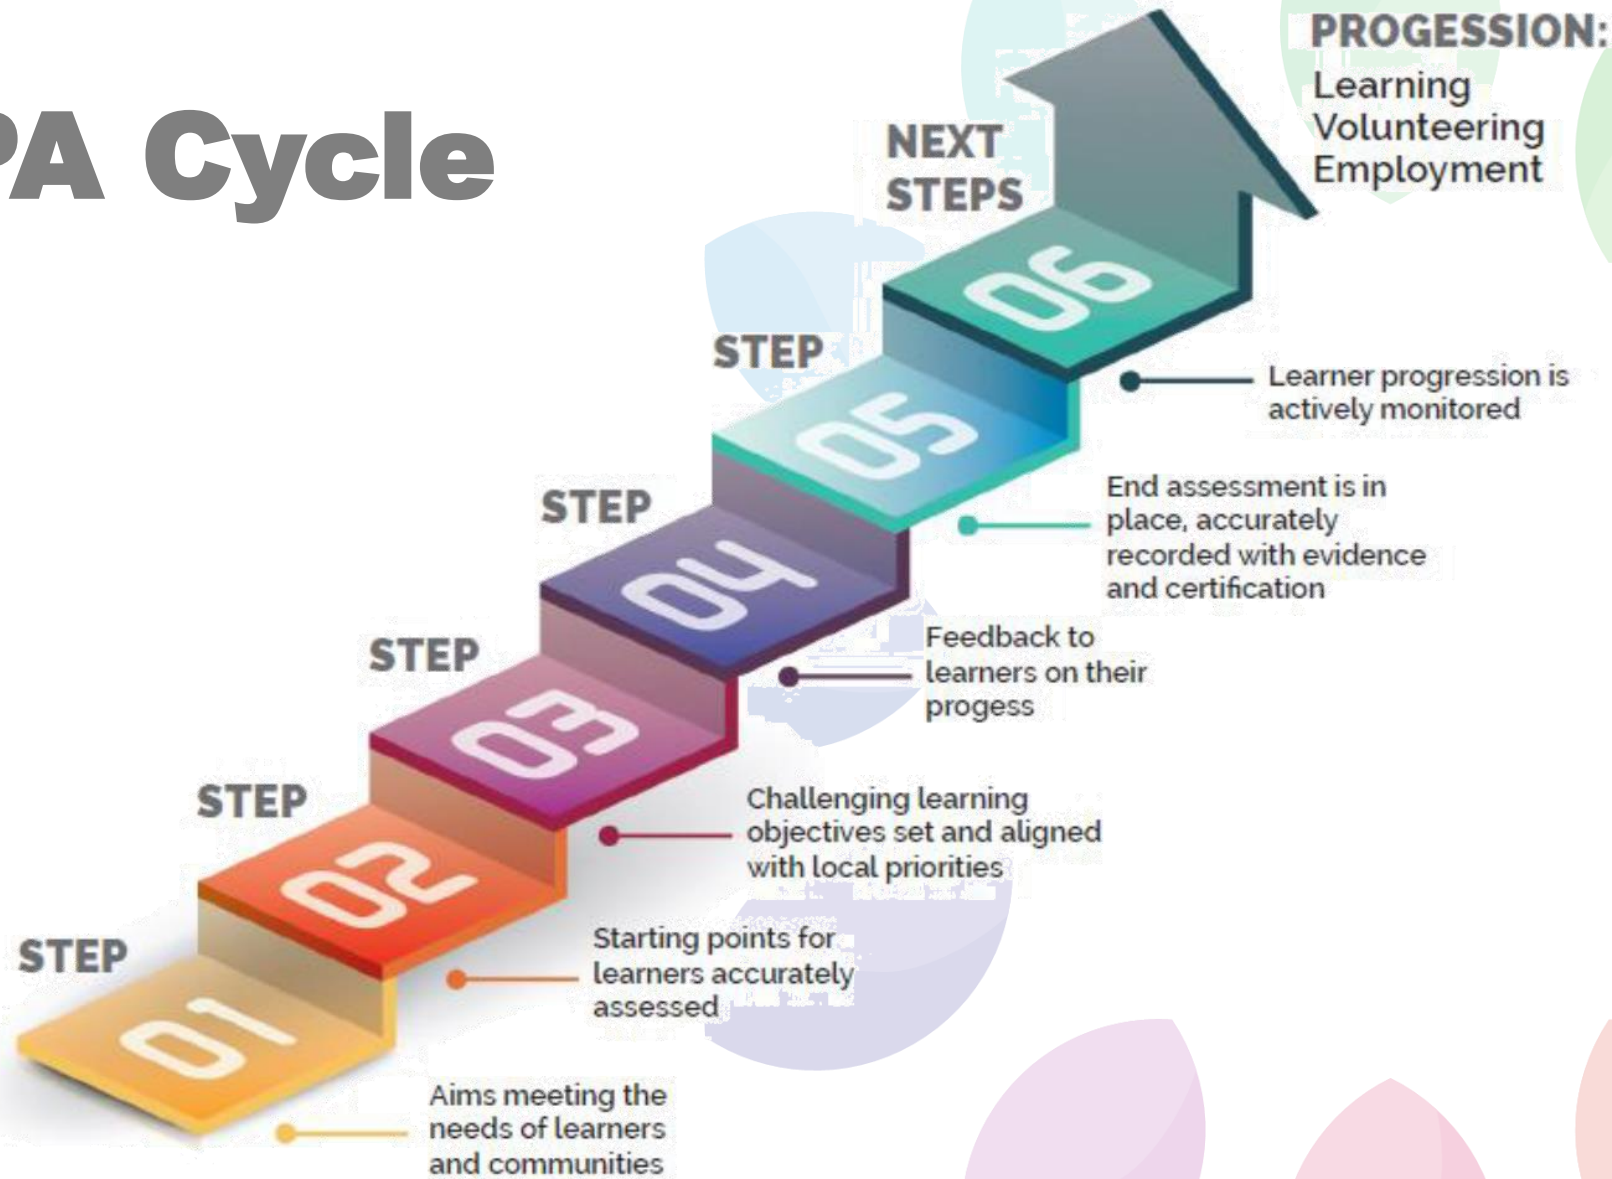 PA Cycle
PROGESSION:
Learning
Volunteering
Employment
NEXT
STEPS
06
Learner progression is
actively monitored
STEP
05
End assessment is in
place, accurately
recorded with evidence
and certification
STEP
04
Feedback to
learners on their
progess
STEP
03
Challenging learning
objectives set and aligned
with local priorities
STEP
02
Starting points for
learners accurately
assessed
STEP
01
Aims meeting the
needs of learners
and communities